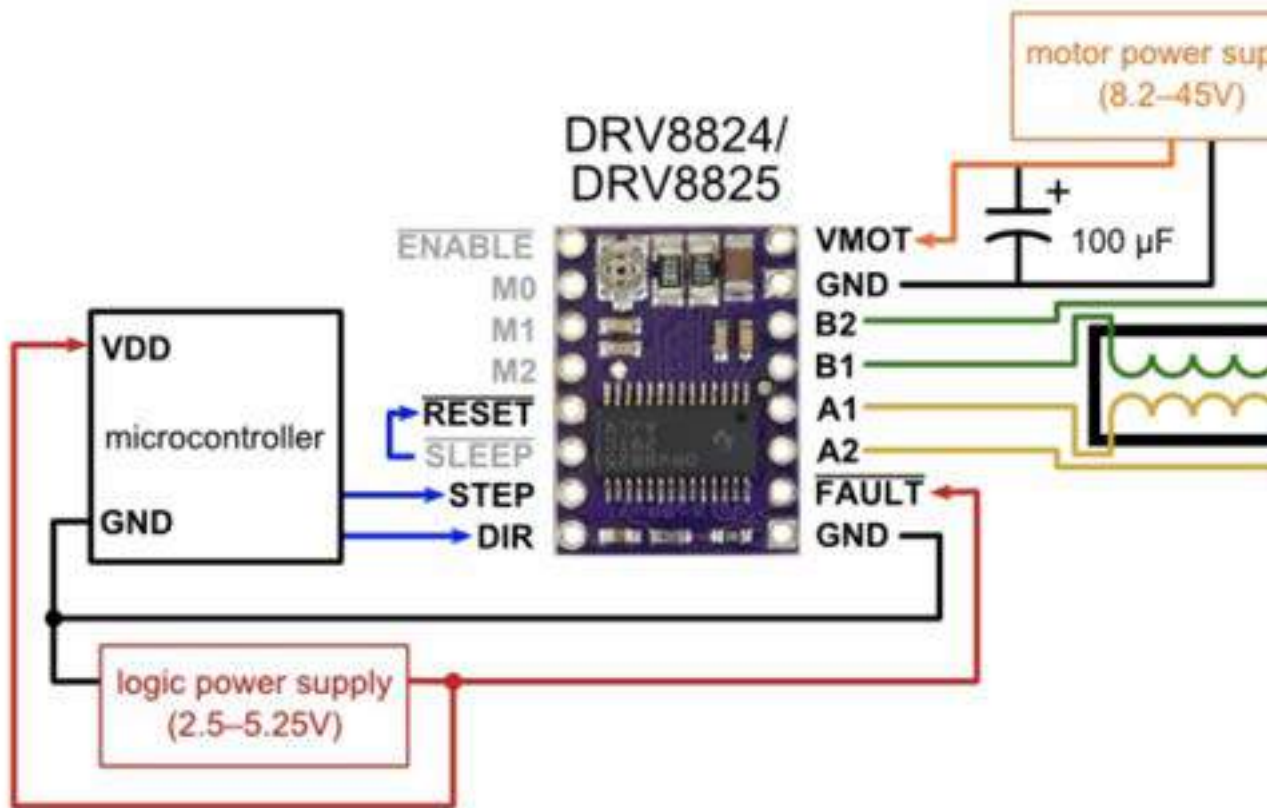 motor power sup
(8.2–45V)
DRV8824/
DRV8825
ENABLE
M0
M1
M2
RESET
SLEEP
STEP
DIR
VMOT
GND
B2
B1
A1
A2
FAULT
GND
100 µF
+
VDD
microcontroller
GND
logic power supply
(2.5–5.25V)